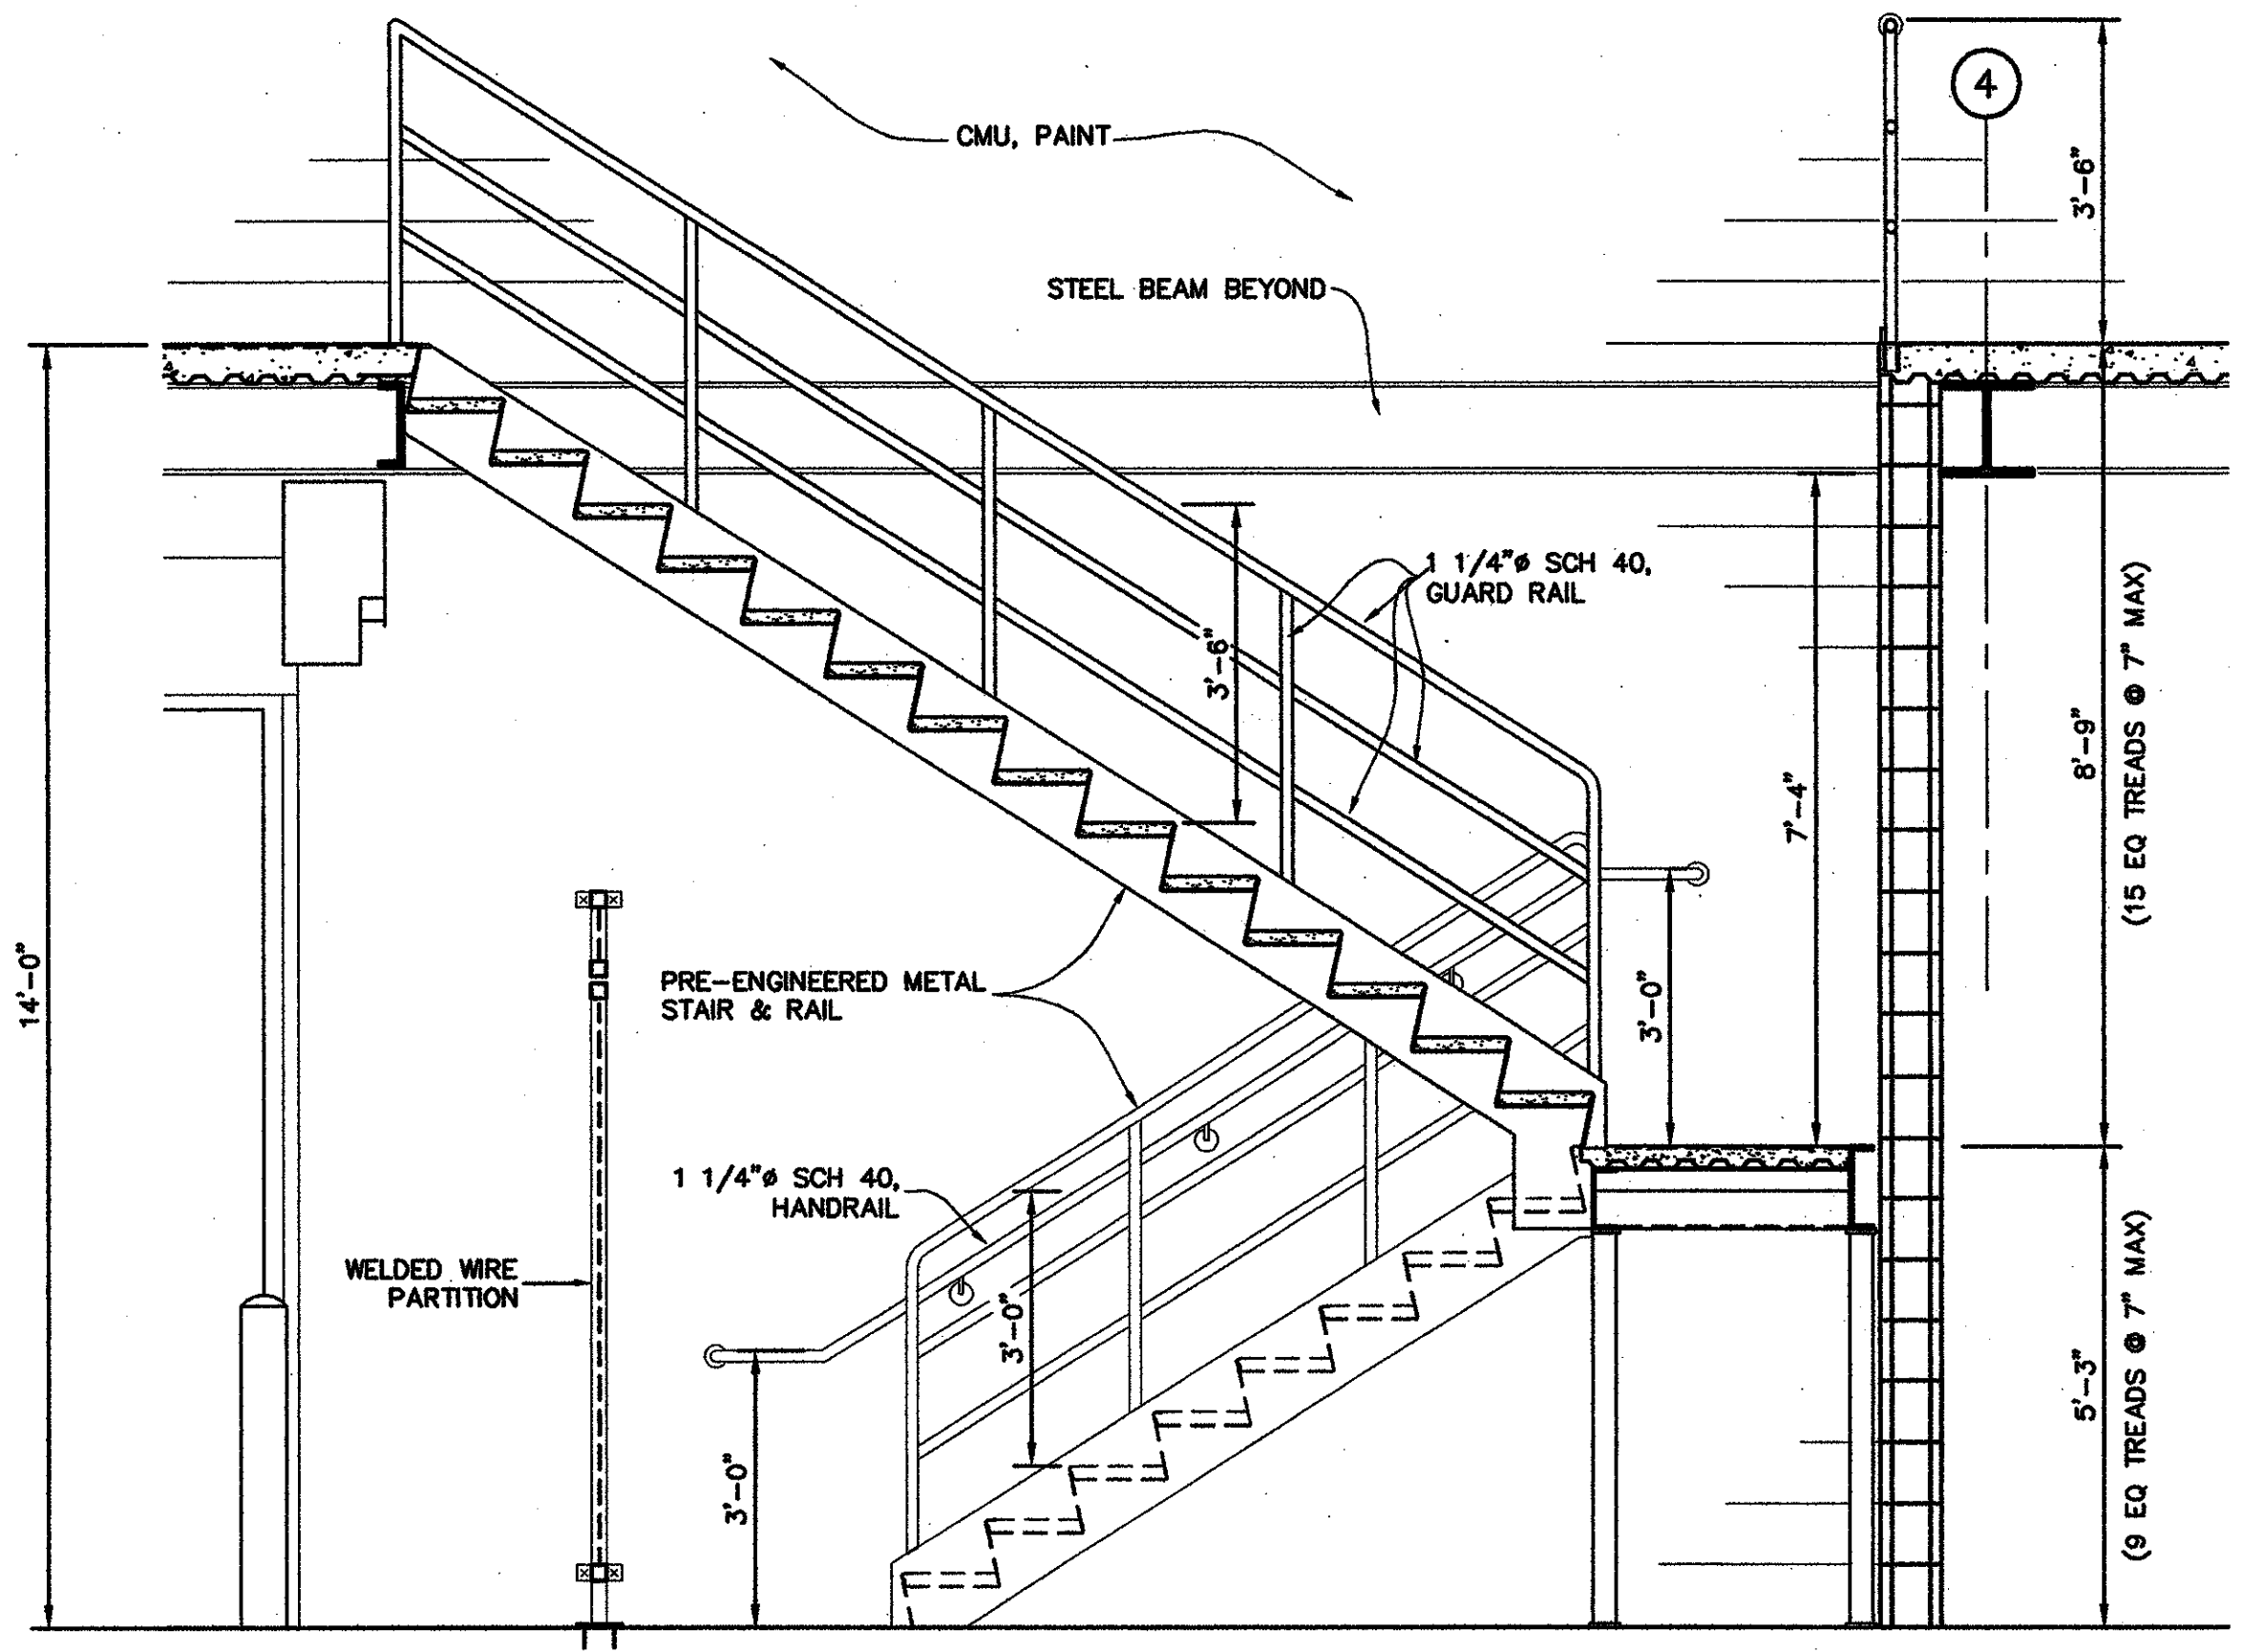 4
CMU, PAINT
3'-6"
STEEL BEAM BEYOND
1 1/4"ø SCH 40,
GUARD RAIL
3'-6"
(15 EQ TREADS @ 7" MAX)
8'-9"
7'-4"
14'-0"
PRE-ENGINEERED METAL
STAIR & RAIL
3'-0"
1 1/4"ø SCH 40,
HANDRAIL
WELDED WIRE
PARTITION
3'-0"
3'-0"
5'-3"
(9 EQ TREADS @ 7" MAX)